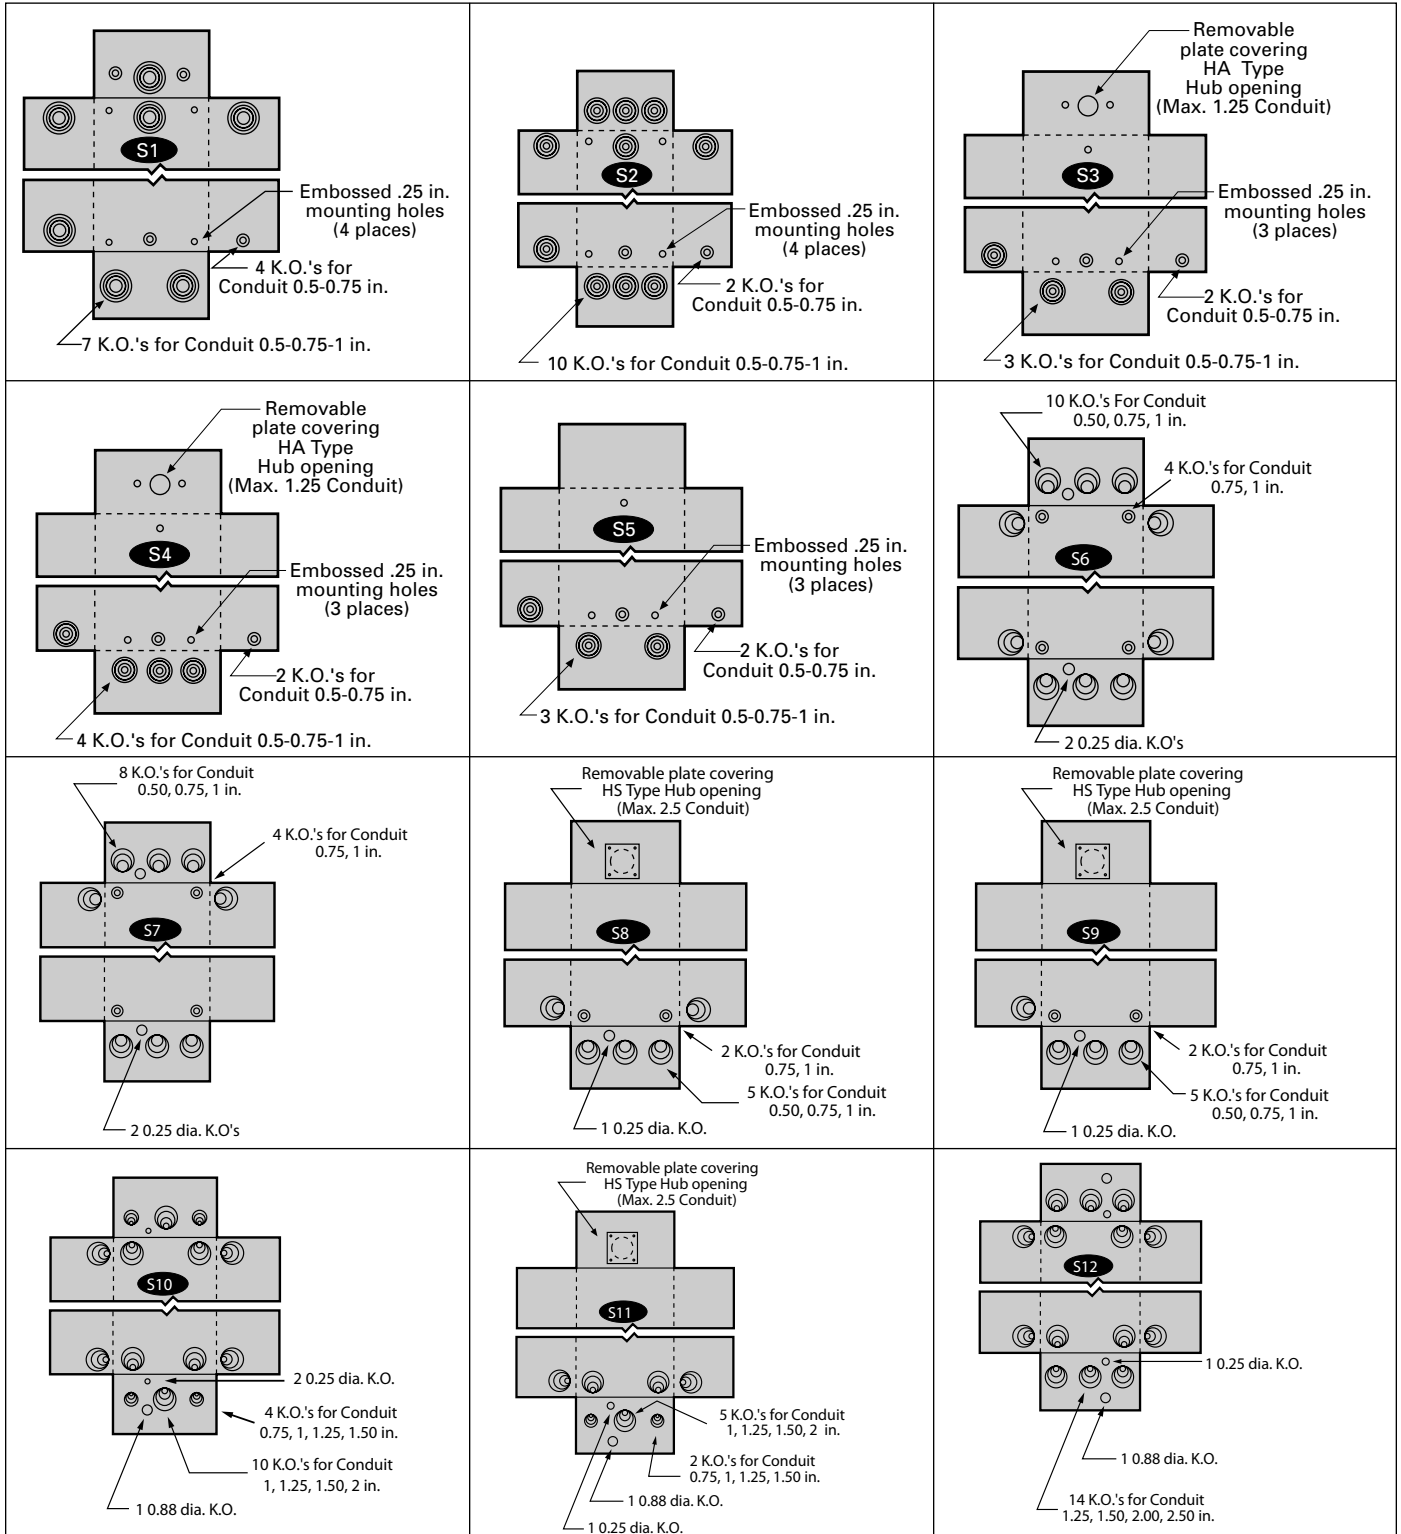 S1
Embossed .25 in.
mounting holes
(4 places)
4 K.O.'s for
Conduit 0.5-0.75 in.
7 K.O.'s for Conduit 0.5-0.75-1 in.
S2
Embossed .25 in.
mounting holes
(4 places)
2 K.O.'s for
Conduit 0.5-0.75 in.
10 K.O.'s for Conduit 0.5-0.75-1 in.
Removable
plate covering
HA Type
Hub opening
(Max. 1.25 Conduit)
S3
Embossed .25 in.
mounting holes
(3 places)
2 K.O.'s for
Conduit 0.5-0.75 in.
3 K.O.'s for Conduit 0.5-0.75-1 in.
Removable
plate covering
HA Type
Hub opening
(Max. 1.25 Conduit)
S4
Embossed .25 in.
mounting holes
(3 places)
2 K.O.'s for
Conduit 0.5-0.75 in.
4 K.O.'s for Conduit 0.5-0.75-1 in.
S5
Embossed .25 in.
mounting holes
(3 places)
2 K.O.'s for
Conduit 0.5-0.75 in.
3 K.O.'s for Conduit 0.5-0.75-1 in.
10 K.O.'s For Conduit
0.50, 0.75, 1 in.
4 K.O.'s for Conduit
0.75, 1 in.
S6
2 0.25 dia. K.O's
8 K.O.'s for Conduit
0.50, 0.75, 1 in.
4 K.O.'s for Conduit
0.75, 1 in.
S7
2 0.25 dia. K.O's
Removable plate covering
HS Type Hub opening
(Max. 2.5 Conduit)
S8
2 K.O.'s for Conduit
0.75, 1 in.
5 K.O.'s for Conduit
0.50, 0.75, 1 in.
1 0.25 dia. K.O.
Removable plate covering
HS Type Hub opening
(Max. 2.5 Conduit)
S9
2 K.O.'s for Conduit
0.75, 1 in.
5 K.O.'s for Conduit
0.50, 0.75, 1 in.
1 0.25 dia. K.O.
S10
2 0.25 dia. K.O.
4 K.O.'s for Conduit
0.75, 1, 1.25, 1.50 in.
10 K.O.'s for Conduit
1, 1.25, 1.50, 2 in.
1 0.88 dia. K.O.
Removable plate covering
HS Type Hub opening
(Max. 2.5 Conduit)
S11
5 K.O.'s for Conduit
1, 1.25, 1.50, 2 in.
2 K.O.'s for Conduit
0.75, 1, 1.25, 1.50 in.
1 0.88 dia. K.O.
1 0.25 dia. K.O.
S12
1 0.25 dia. K.O.
1 0.88 dia. K.O.
14 K.O.'s for Conduit
1.25, 1.50, 2.00, 2.50 in.